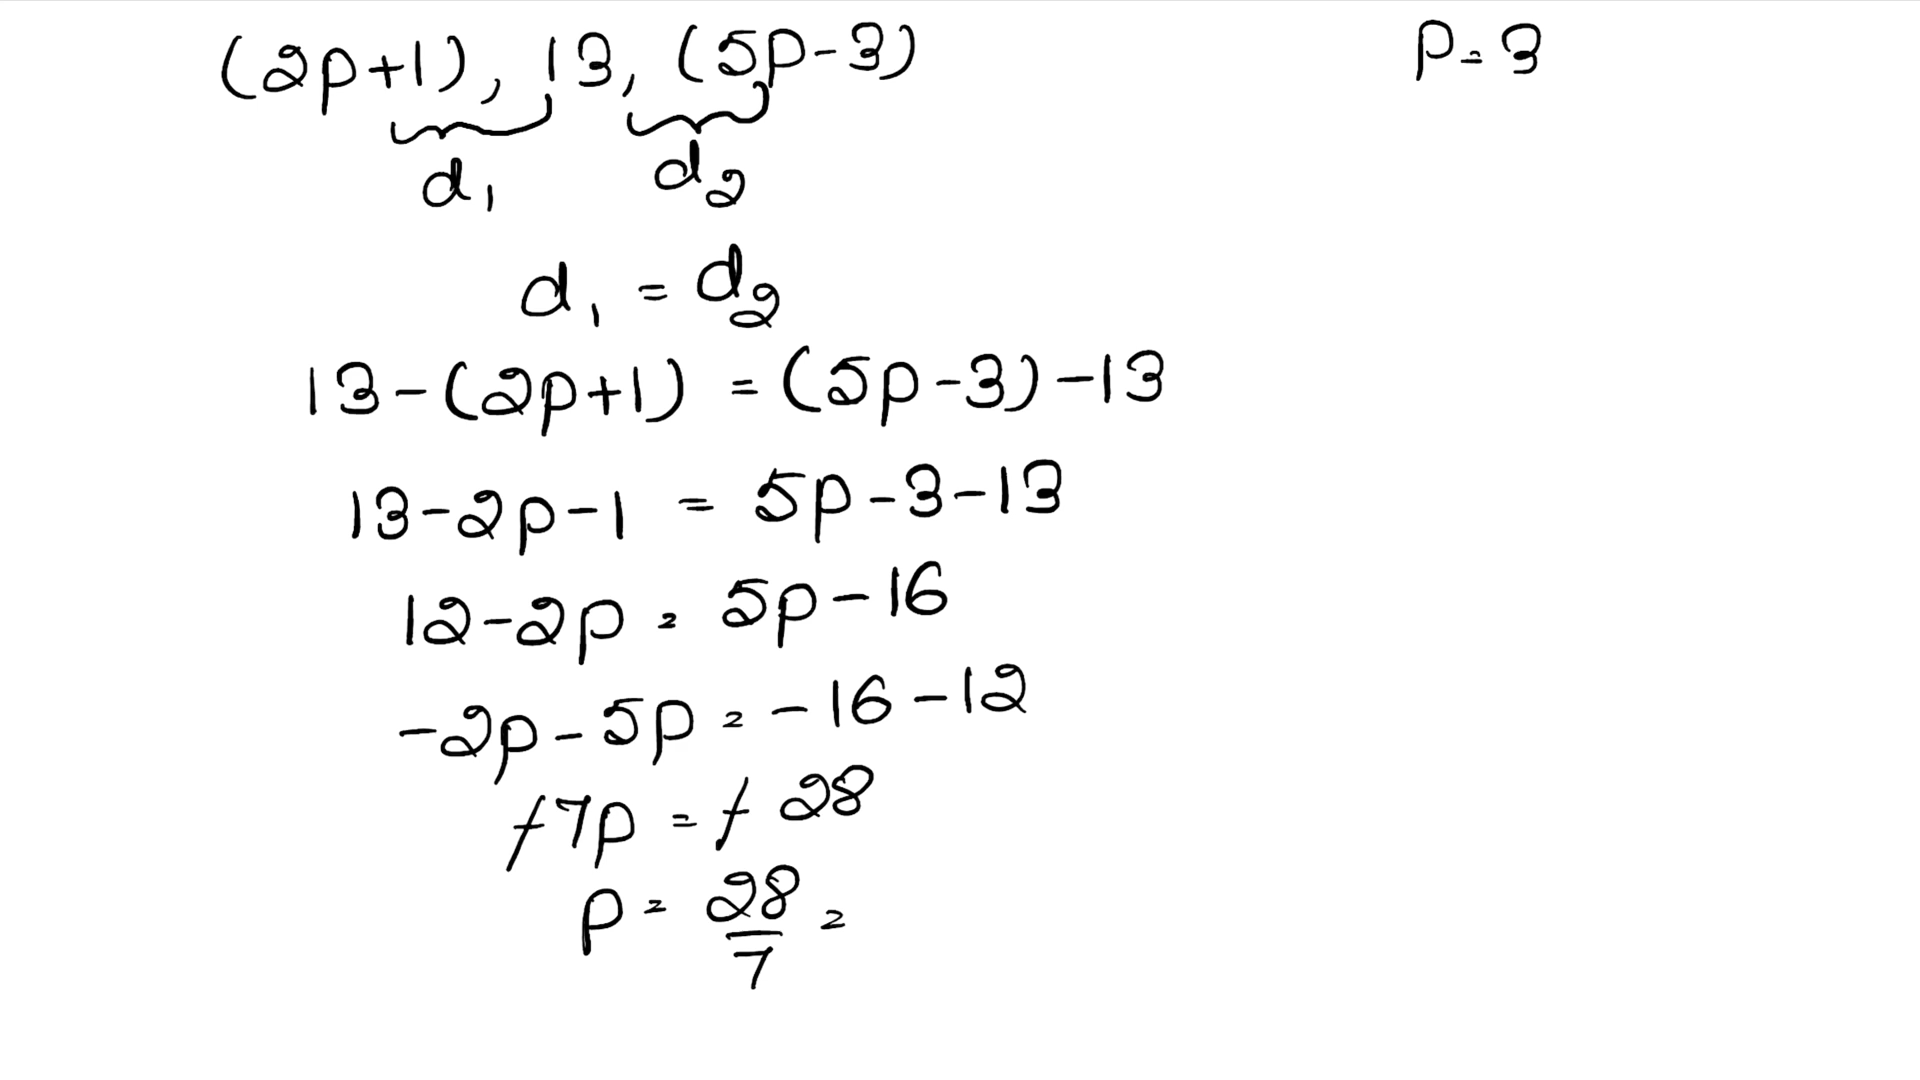 (2p+1), 13, (5p-3)
p = 3
d₁ d₂
d₁ = d₂
13-(2p+1) = (5p-3)-13
13-2p-1 = 5p-3-13
12-2p = 5p-16
-2p-5p = -16-12
-7p = -28
p = 28/7 =